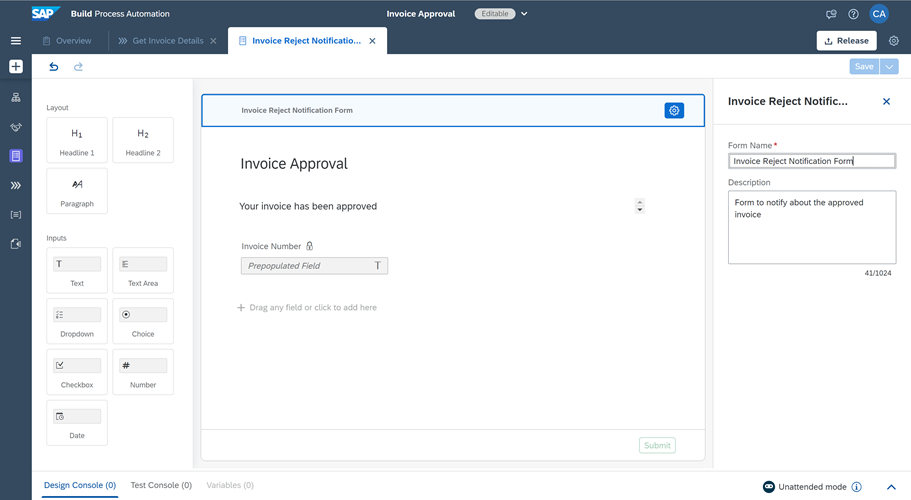 SAP Build Process Automation
Invoice Approval
Editable
CA
Overview
Get Invoice Details
Invoice Reject Notificatio...
Release
Save
Layout
H1
Headline 1
H2
Headline 2
Paragraph
Inputs
Text
Text Area
Dropdown
Choice
Checkbox
#
Number
Date
Invoice Reject Notification Form
Invoice Approval
Your invoice has been approved
Invoice Number
Prepopulated Field
T
+ Drag any field or click to add here
Submit
Invoice Reject Notific...
Form Name*
Invoice Reject Notification Form
Description
Form to notify about the approved
invoice
41/1024
Design Console (0)
Test Console (0)
Variables (0)
Unattended mode